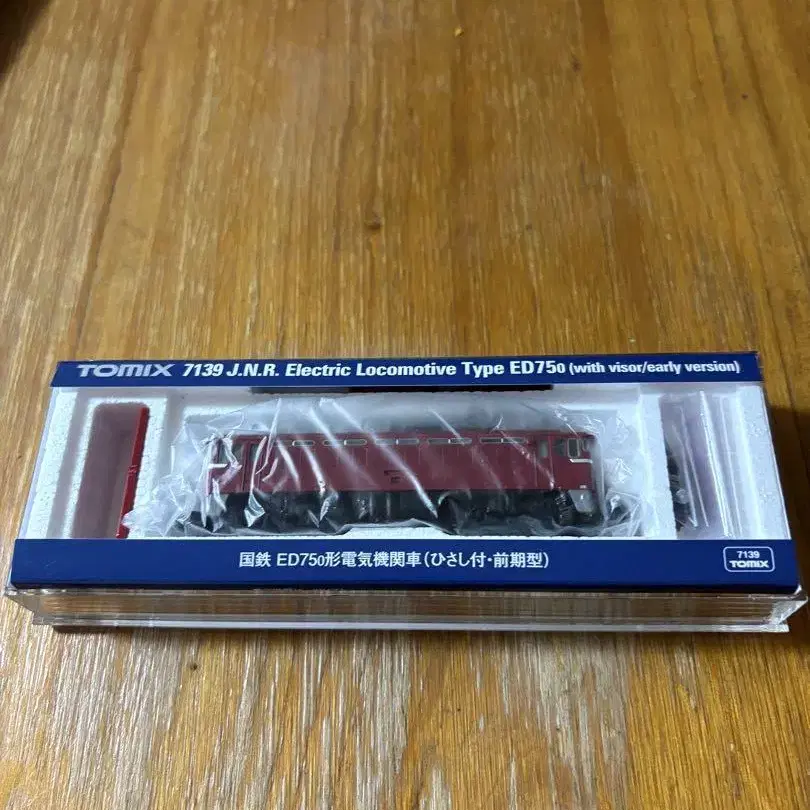 TOMIX 7139 J.N.R. Electric Locomotive Type ED750 (with visor/early version)
国鉄 ED750形電気機関車(ひさし付・前期型)
7139
TOMIX